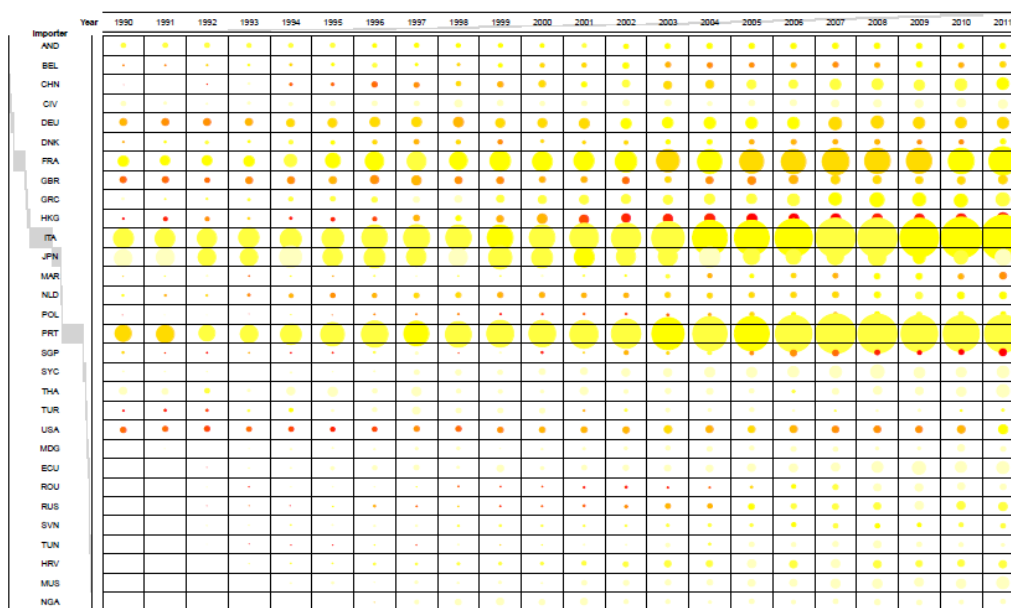 Year 1990 1991 1992 1993 1994 1995 1996 1997 1998 1999 2000 2001 2002 2003 2004 2005 2006 2007 2008 2009 2010 2011
Importer
AND
BEL
CHN
CIV
DEU
DNK
FRA
GBR
GRC
HKG
ITA
JPN
MAR
NLD
POL
PRT
SGP
SYC
THA
TUR
USA
MDG
ECU
ROU
RUS
SVN
TUN
HRV
MUS
NGA